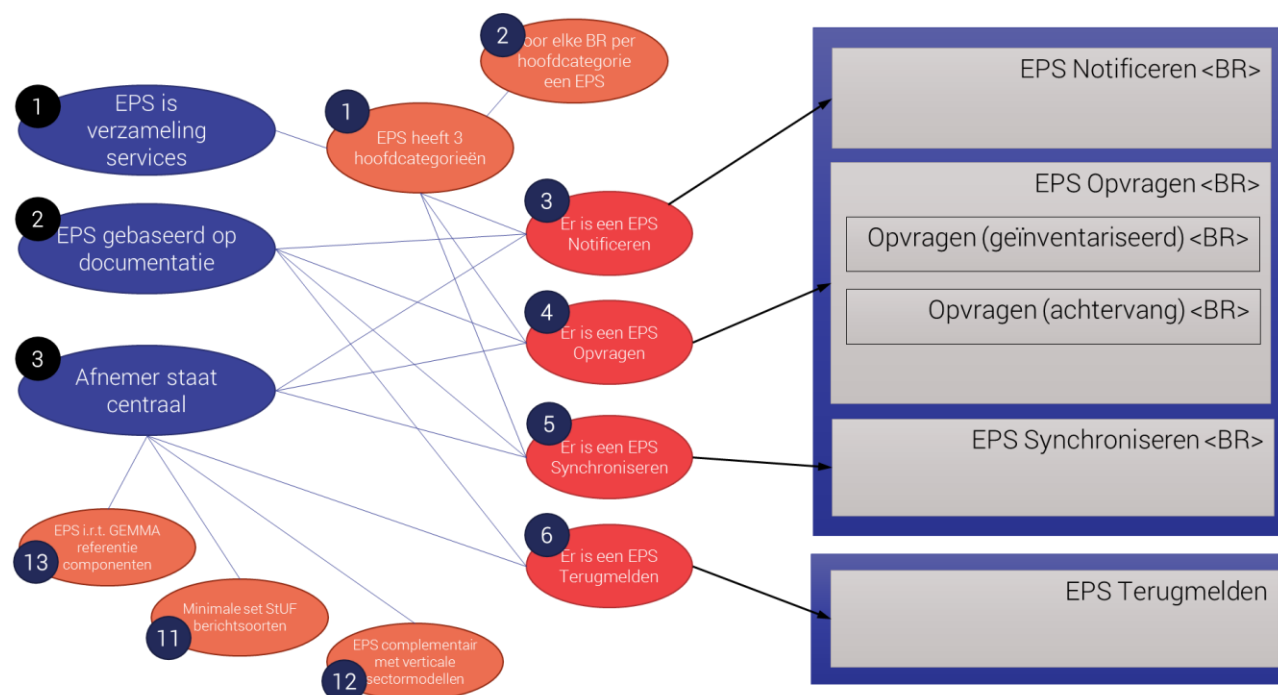 1
EPS is
verzameling
services
2
EPS gebaseerd op
documentatie
3
Afnemer staat
centraal
13
EPS i.r.t. GEMMA
referentie
componenten
11
Minimale set StUF
berichtsoorten
12
EPS complementair
met verticale
sectormodellen
1
EPS heeft 3
hoofdcategorieën
2
oor elke BR per
hoofdcategorie
een EPS
3
Er is een EPS
Notificeren
4
Er is een EPS
Opvragen
5
Er is een EPS
Synchroniseren
6
Er is een EPS
Terugmelden
EPS Notificeren <BR>
EPS Opvragen <BR>
Opvragen (geïnventariseerd) <BR>
Opvragen (achtervang) <BR>
EPS Synchroniseren <BR>
EPS Terugmelden